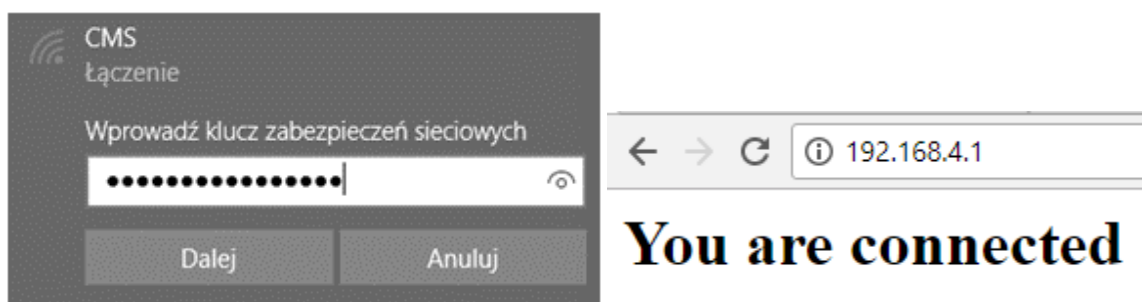 CMS
Łączenie
Wprowadź klucz zabezpieczeń sieciowych
Dalej Anuluj
192.168.4.1
You are connected